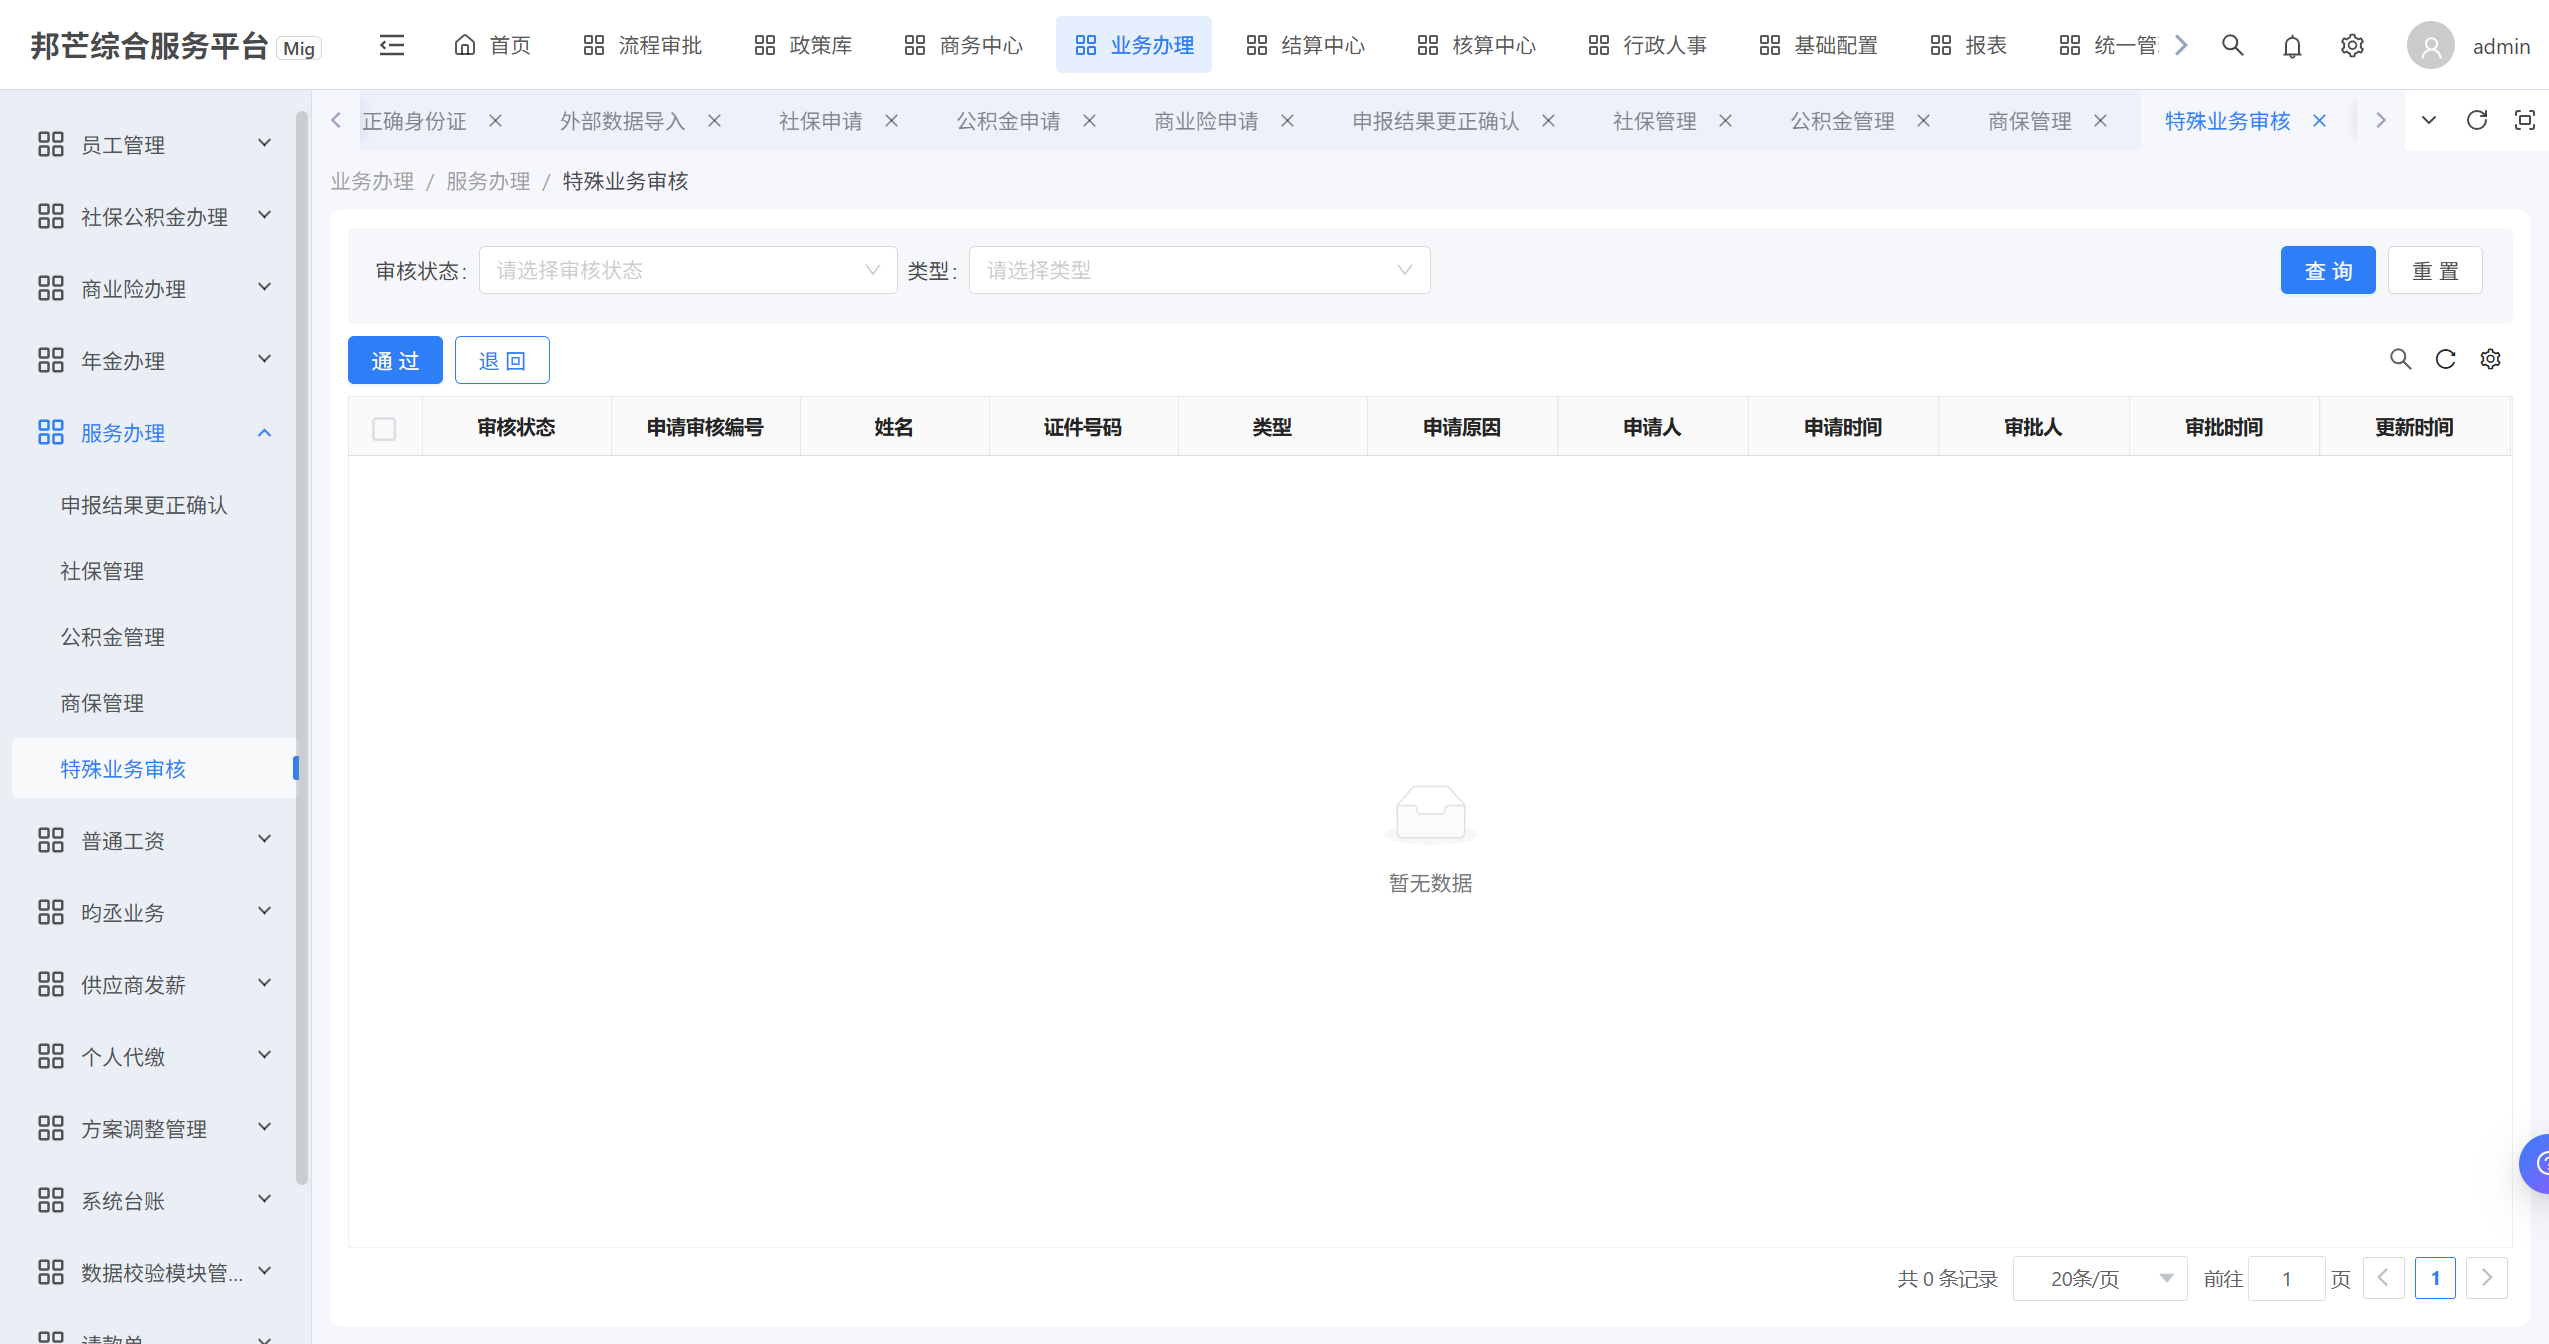 邦芒综合服务平台 Mig 首页 流程审批 政策库 商务中心 业务办理 结算中心 核算中心 行政人事 基础配置 报表 统一管 admin
正确身份证 外部数据导入 社保申请 公积金申请 商业险申请 申报结果更正确认 社保管理 公积金管理 商保管理 特殊业务审核
业务办理 / 服务办理 / 特殊业务审核
员工管理
社保公积金办理
商业险办理
年金办理
服务办理
申报结果更正确认
社保管理
公积金管理
商保管理
特殊业务审核
普通工资
昀丞业务
供应商发薪
个人代缴
方案调整管理
系统台账
数据校验模块管...
请款单
审核状态: 请选择审核状态 类型: 请选择类型 查 询 重 置
通 过 退 回
审核状态 申请审核编号 姓名 证件号码 类型 申请原因 申请人 申请时间 审批人 审批时间 更新时间
暂无数据
共 0 条记录 20条/页 前往 1 页 1